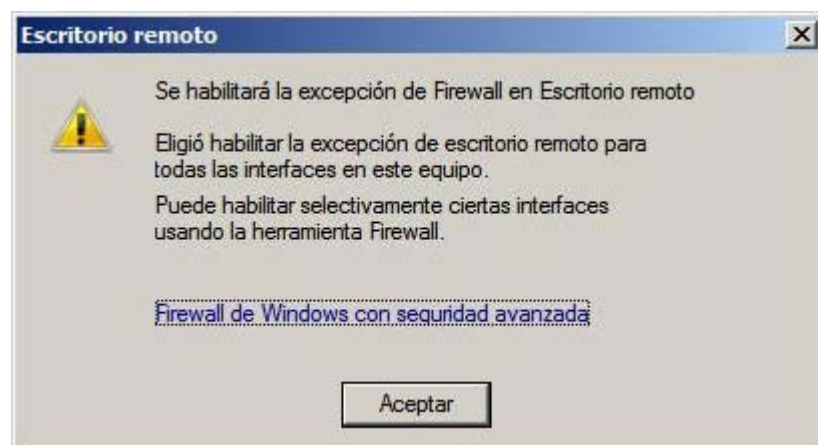 Escritorio remoto
Se habilitará la excepción de Firewall en Escritorio remoto
Eligió habilitar la excepción de escritorio remoto para
todas las interfaces en este equipo.
Puede habilitar selectivamente ciertas interfaces
usando la herramienta Firewall.
Firewall de Windows con seguridad avanzada
Aceptar